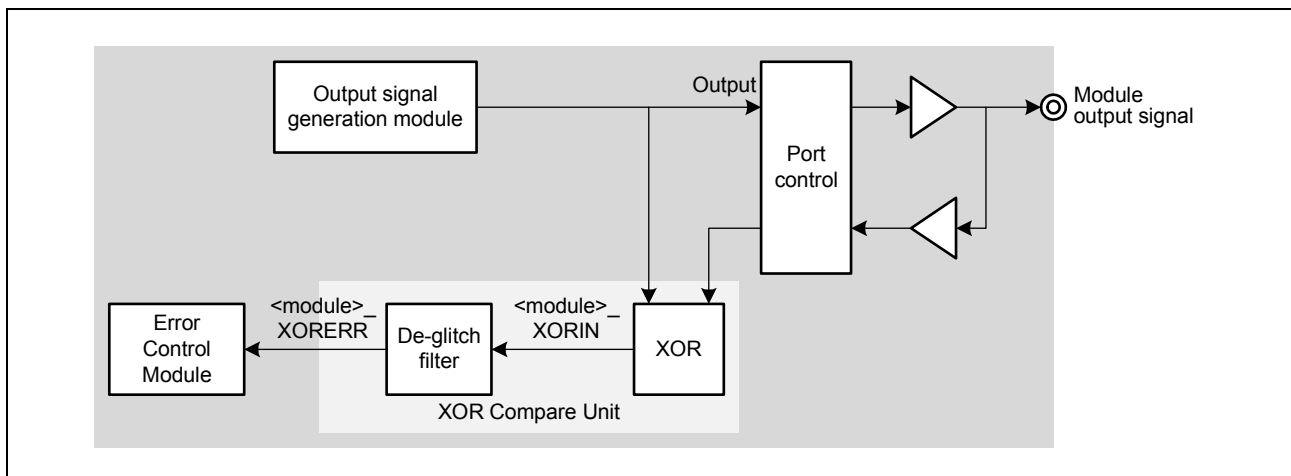 Output signal
generation module
Output
Port
control
Module
output signal
<module>_
XORERR
<module>_
XORIN
Error
Control
Module
De-glitch
filter
XOR
XOR Compare Unit